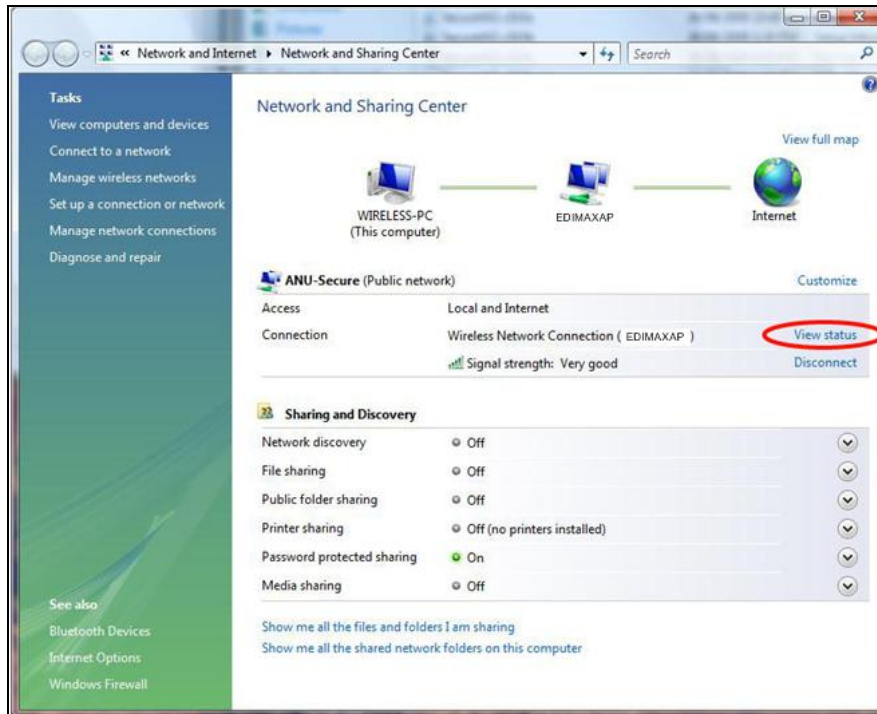 « Network and Internet ▸ Network and Sharing Center
Search
Tasks
View computers and devices
Connect to a network
Manage wireless networks
Set up a connection or network
Manage network connections
Diagnose and repair
See also
Bluetooth Devices
Internet Options
Windows Firewall
Network and Sharing Center
View full map
WIRELESS-PC
(This computer)
EDIMAXAP
Internet
ANU-Secure (Public network)
Customize
Access Local and Internet
Connection Wireless Network Connection ( EDIMAXAP ) View status
Signal strength: Very good Disconnect
Sharing and Discovery
Network discovery Off
File sharing Off
Public folder sharing Off
Printer sharing Off (no printers installed)
Password protected sharing On
Media sharing Off
Show me all the files and folders I am sharing
Show me all the shared network folders on this computer